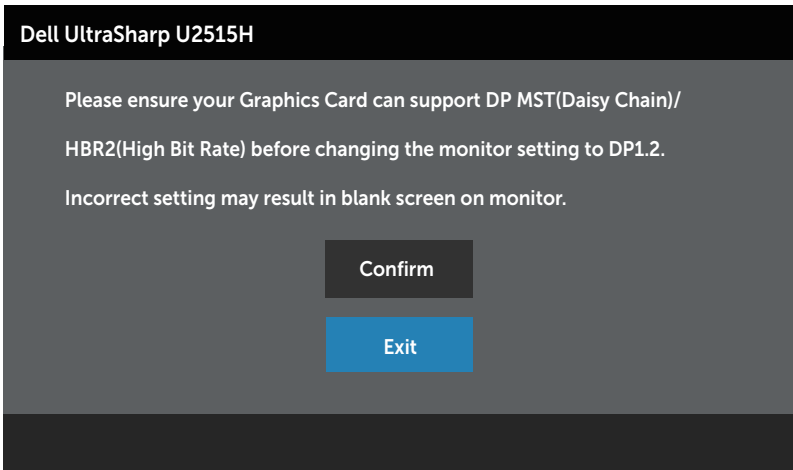 Dell UltraSharp U2515H
Please ensure your Graphics Card can support DP MST(Daisy Chain)/
HBR2(High Bit Rate) before changing the monitor setting to DP1.2.
Incorrect setting may result in blank screen on monitor.
Confirm
Exit